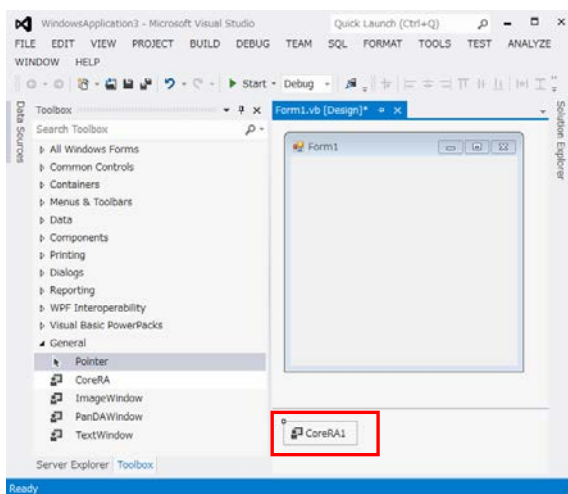 WindowsApplication3 - Microsoft Visual Studio
Quick Launch (Ctrl+Q)
FILE EDIT VIEW PROJECT BUILD DEBUG TEAM SQL FORMAT TOOLS TEST ANALYZE
WINDOW HELP
Start Debug
Data Sources
Toolbox
Search Toolbox
All Windows Forms
Common Controls
Containers
Menus & Toolbars
Data
Components
Printing
Dialogs
Reporting
WPF Interoperability
Visual Basic PowerPacks
General
Pointer
CoreRA
ImageWindow
PanDAWindow
TextWindow
Server Explorer Toolbox
Form1.vb [Design]*
Form1
CoreRA1
Solution Explorer
Ready